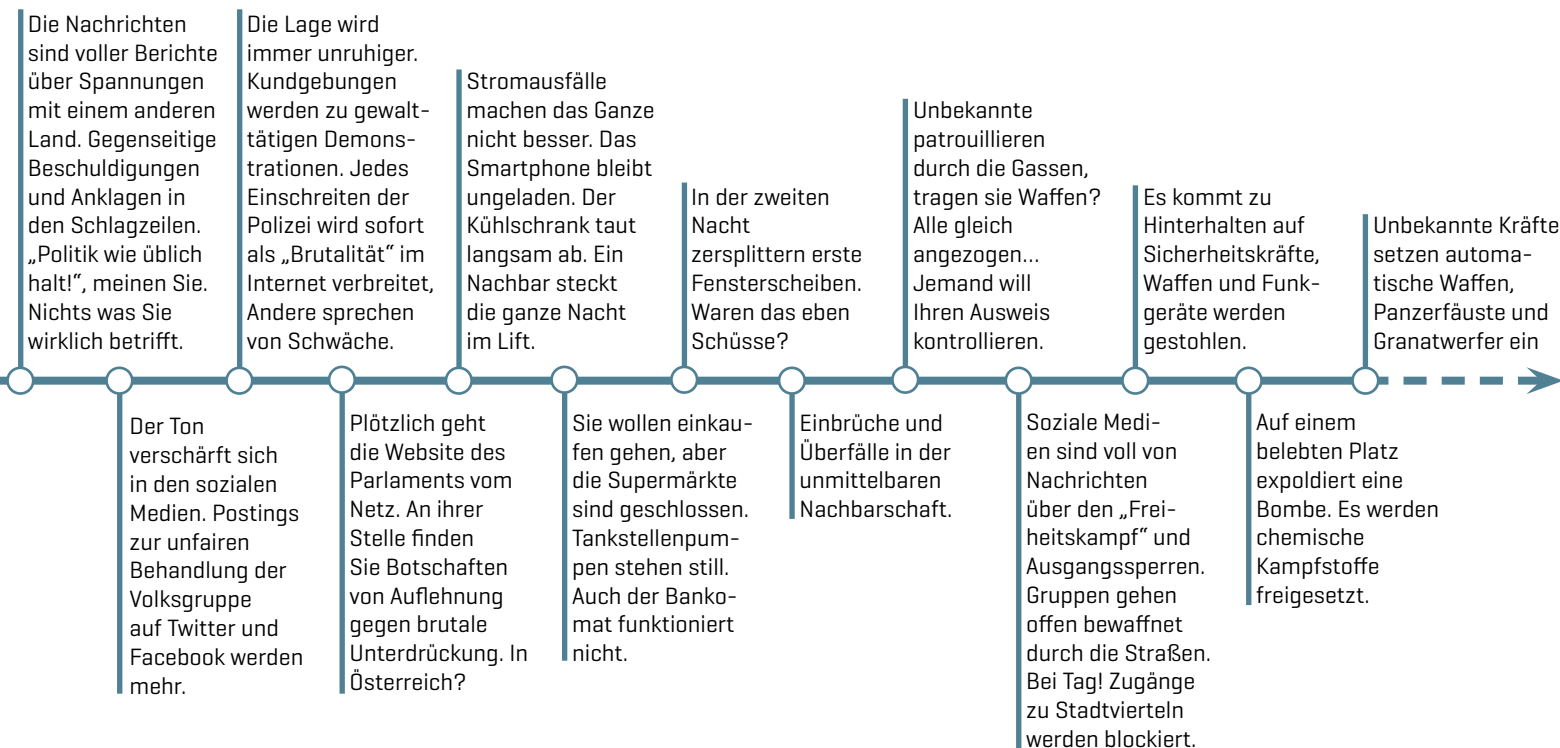 Die Nachrichten
sind voller Berichte
über Spannungen
mit einem anderen
Land. Gegenseitige
Beschuldigungen
und Anklagen in
den Schlagzeilen.
„Politik wie üblich
halt!“, meinen Sie.
Nichts was Sie
wirklich betrifft.
Der Ton
verschärft sich
in den sozialen
Medien. Postings
zur unfairen
Behandlung der
Volksgruppe
auf Twitter und
Facebook werden
mehr.
Die Lage wird
immer unruhiger.
Kundgebungen
werden zu gewalt-
tätigen Demons-
trationen. Jedes
Einschreiten der
Polizei wird sofort
als „Brutalität“ im
Internet verbreitet,
Andere sprechen
von Schwäche.
Plötzlich geht
die Website des
Parlaments vom
Netz. An ihrer
Stelle finden
Sie Botschaften
von Auflehnung
gegen brutale
Unterdrückung. In
Österreich?
Stromausfälle
machen das Ganze
nicht besser. Das
Smartphone bleibt
ungeladen. Der
Kühlschrank taut
langsam ab. Ein
Nachbar steckt
die ganze Nacht
im Lift.
Sie wollen einkau-
fen gehen, aber
die Supermärkte
sind geschlossen.
Tankstellenpum-
pen stehen still.
Auch der Banko-
mat funktioniert
nicht.
In der zweiten
Nacht
zersplittern erste
Fensterscheiben.
Waren das eben
Schüsse?
Einbrüche und
Überfälle in der
unmittelbaren
Nachbarschaft.
Unbekannte
patrouillieren
durch die Gassen,
tragen sie Waffen?
Alle gleich
angezogen...
Jemand will
Ihren Ausweis
kontrollieren.
Soziale Medi-
en sind voll von
Nachrichten
über den „Frei-
heitskampf“ und
Ausgangssperren.
Gruppen gehen
offen bewaffnet
durch die Straßen.
Bei Tag! Zugänge
zu Stadtvierteln
werden blockiert.
Es kommt zu
Hinterhalten auf
Sicherheitskräfte,
Waffen und Funk-
geräte werden
gestohlen.
Auf einem
belebten Platz
expoldiert eine
Bombe. Es werden
chemische
Kampfstoffe
freigesetzt.
Unbekannte Kräfte
setzen automa-
tische Waffen,
Panzerfäuste und
Granatwerfer ein